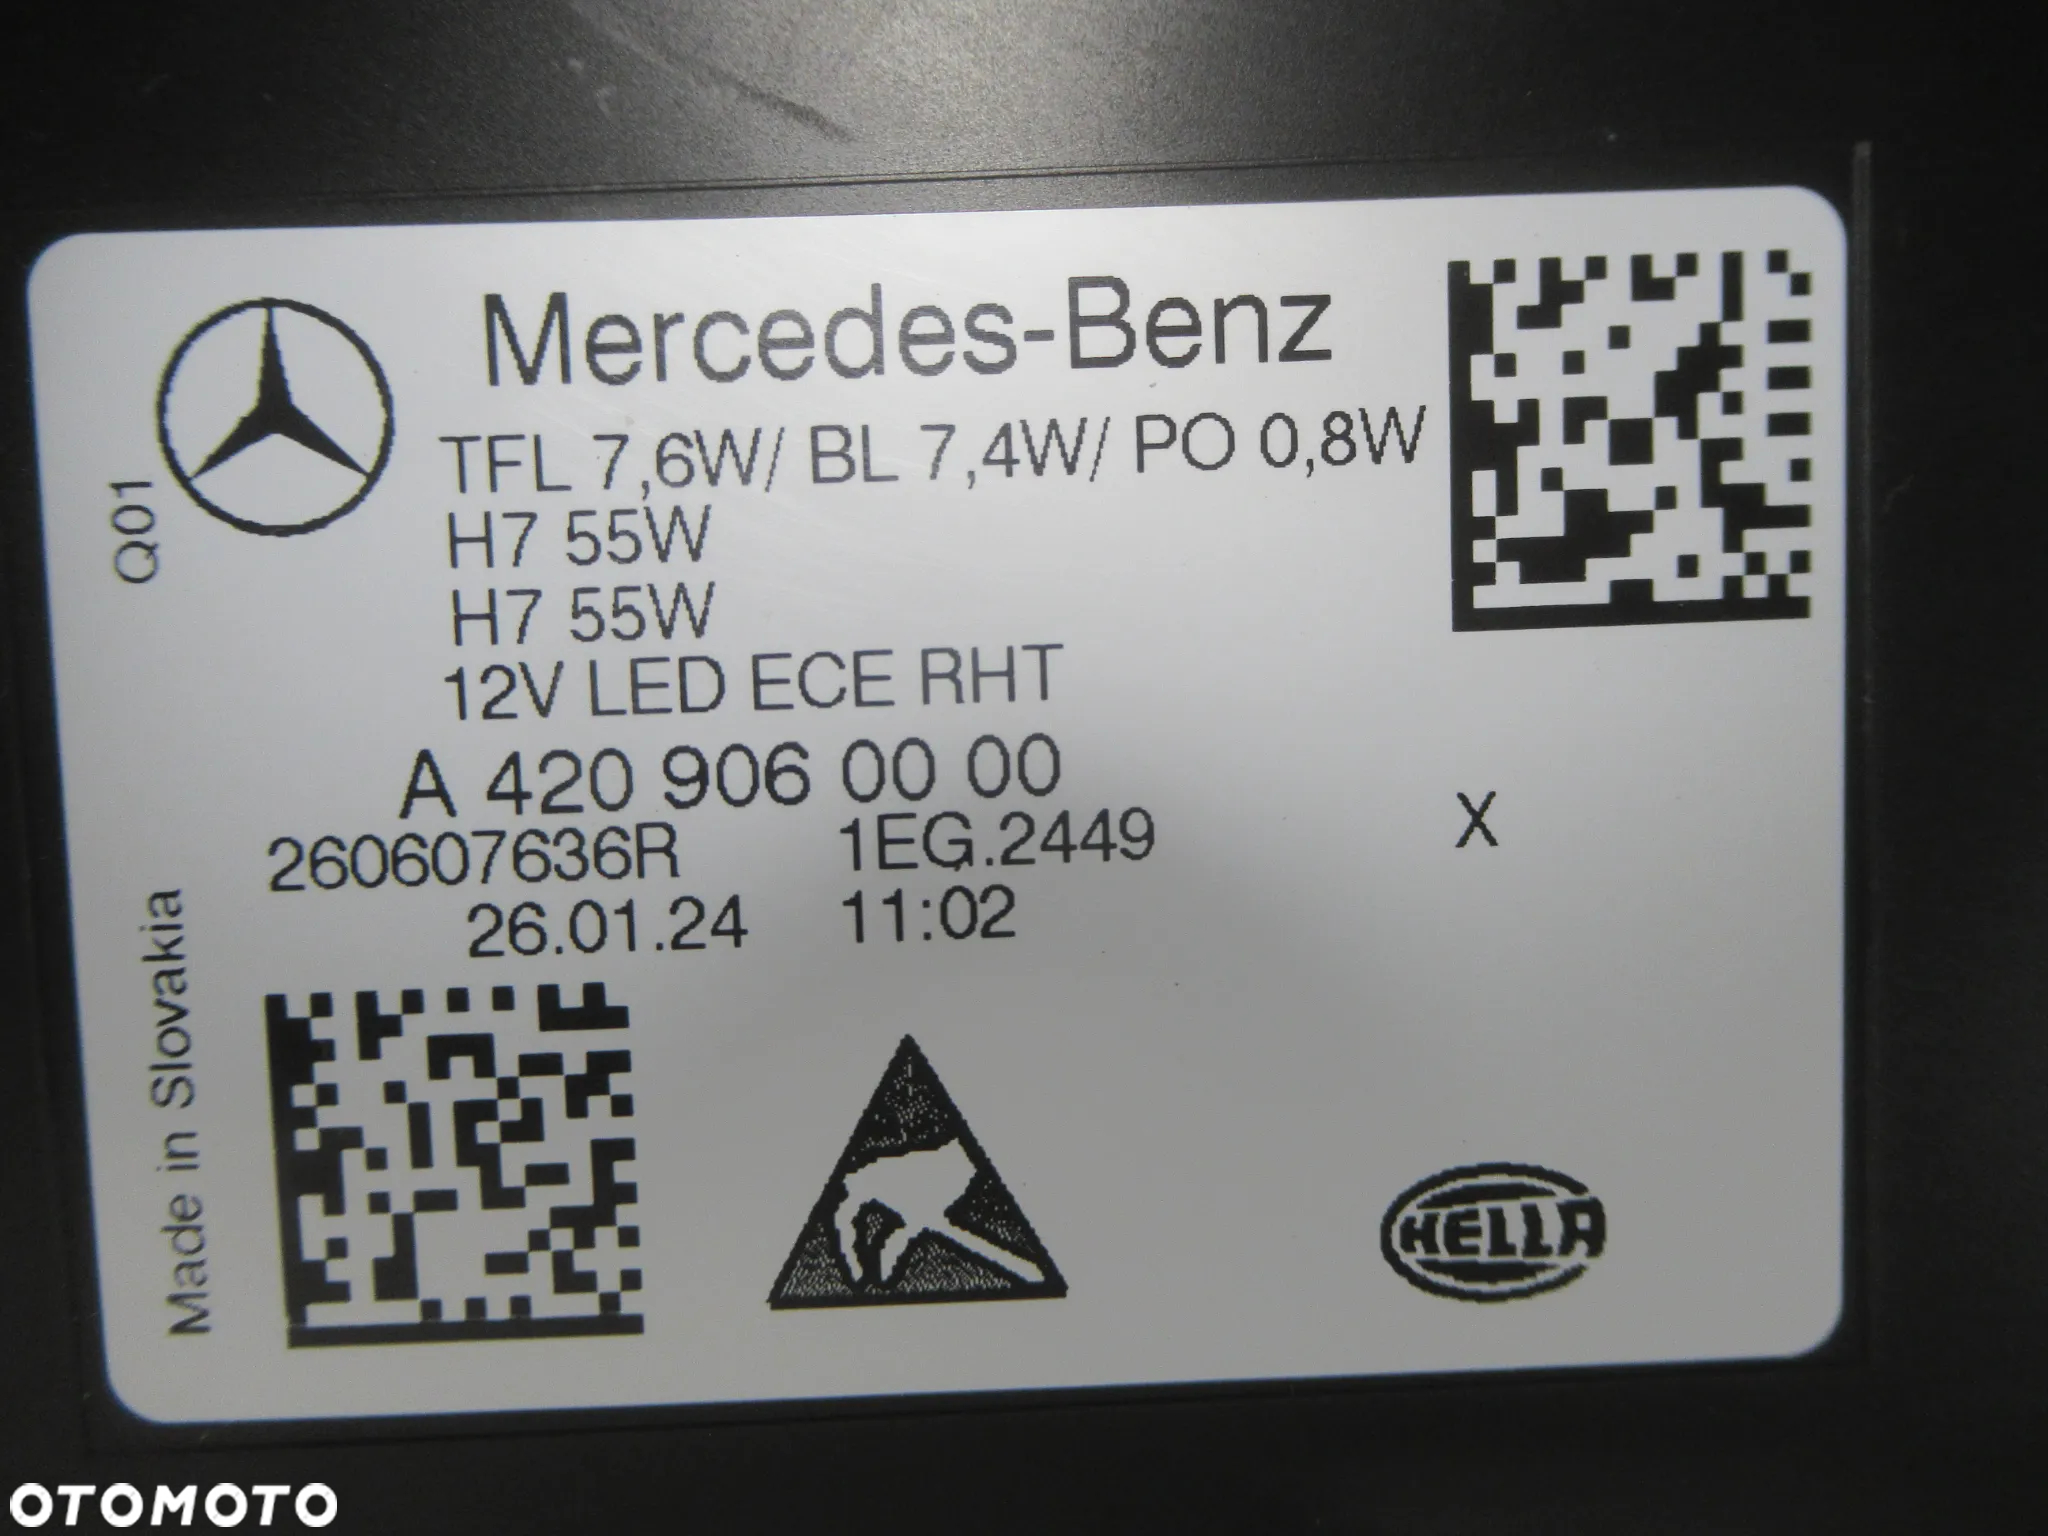 Mercedes-Benz
TFL 7,6W/ BL 7,4W/ PO 0,8W
Q01
H7 55W
H7 55W
12V LED ECE RHT
A 420 906 00 00
260607636R 1EG.2449
X
26.01.24 11:02
Made in Slovakia
HELLA
OTOMOTO